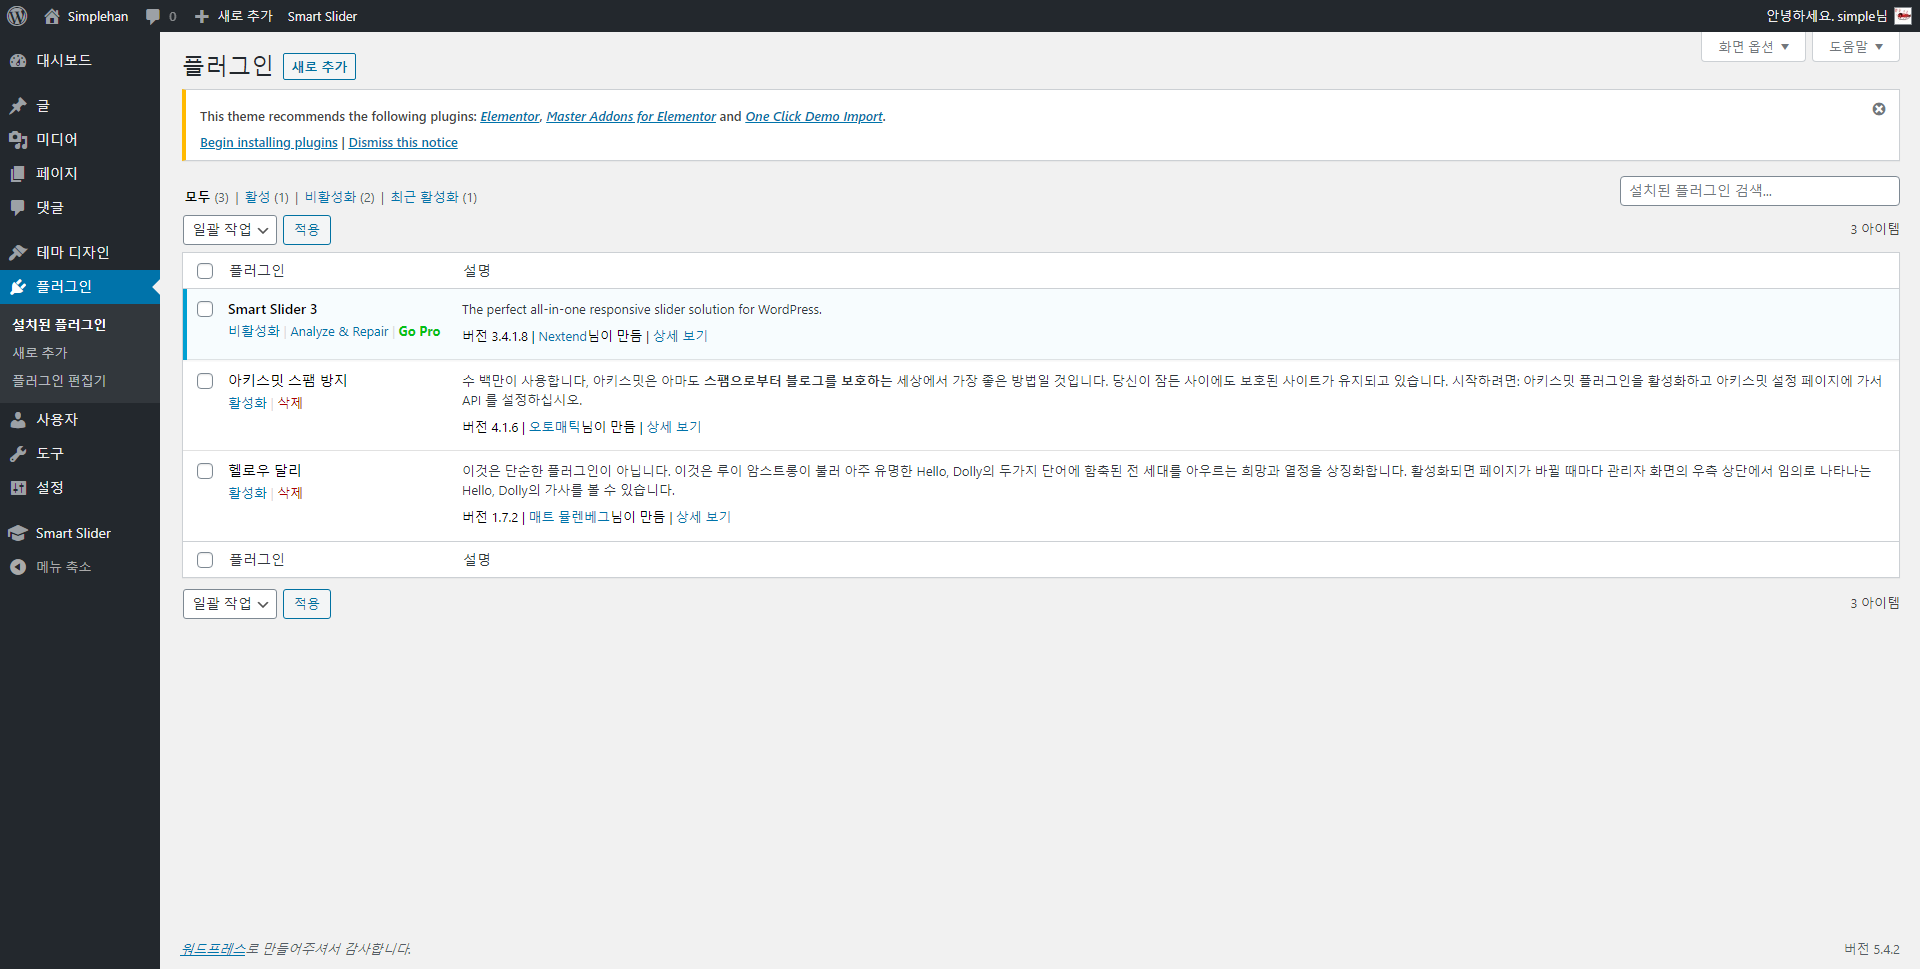 Simplehan 0 새로 추가 Smart Slider 안녕하세요, simple님
대시보드
글
미디어
페이지
댓글
테마 디자인
플러그인
설치된 플러그인
새로 추가
플러그인 편집기
사용자
도구
설정
Smart Slider
메뉴 축소
화면 옵션 도움말
플러그인 새로 추가
This theme recommends the following plugins: Elementor, Master Addons for Elementor and One Click Demo Import.
Begin installing plugins | Dismiss this notice
모두 (3) | 활성 (1) | 비활성화 (2) | 최근 활성화 (1)
설치된 플러그인 검색...
일괄 작업 적용 3 아이템
플러그인 설명
Smart Slider 3 The perfect all-in-one responsive slider solution for WordPress.
비활성화 | Analyze & Repair | Go Pro 버전 3.4.1.8 | Nextend님이 만듦 | 상세 보기
아키스밋 스팸 방지 수 백만이 사용합니다, 아키스밋은 아마도 스팸으로부터 블로그를 보호하는 세상에서 가장 좋은 방법일 것입니다. 당신이 잠든 사이에도 보호된 사이트가 유지되고 있습니다. 시작하려면: 아키스밋 플러그인을 활성화하고 아키스밋 설정 페이지에 가서
활성화 | 삭제 API 를 설정하십시오.
버전 4.1.6 | 오토매틱님이 만듦 | 상세 보기
헬로우 달리 이것은 단순한 플러그인이 아닙니다. 이것은 루이 암스트롱이 불러 아주 유명한 Hello, Dolly의 두가지 단어에 함축된 전 세대를 아우르는 희망과 열정을 상징화합니다. 활성화되면 페이지가 바뀔 때마다 관리자 화면의 우측 상단에서 임의로 나타나는
활성화 | 삭제 Hello, Dolly의 가사를 볼 수 있습니다.
버전 1.7.2 | 매트 뮬렌베그님이 만듦 | 상세 보기
플러그인 설명
일괄 작업 적용 3 아이템
워드프레스로 만들어주셔서 감사합니다. 버전 5.4.2